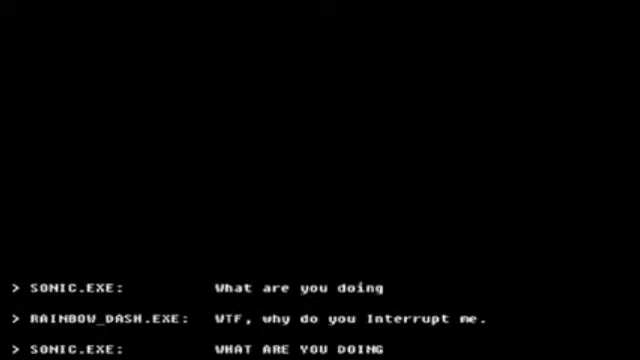 > SONIC.EXE: What are you doing
> RAINBOW_DASH.EXE: WTF, why do you Interrupt me.
> SONIC.EXE: WHAT ARE YOU DOING